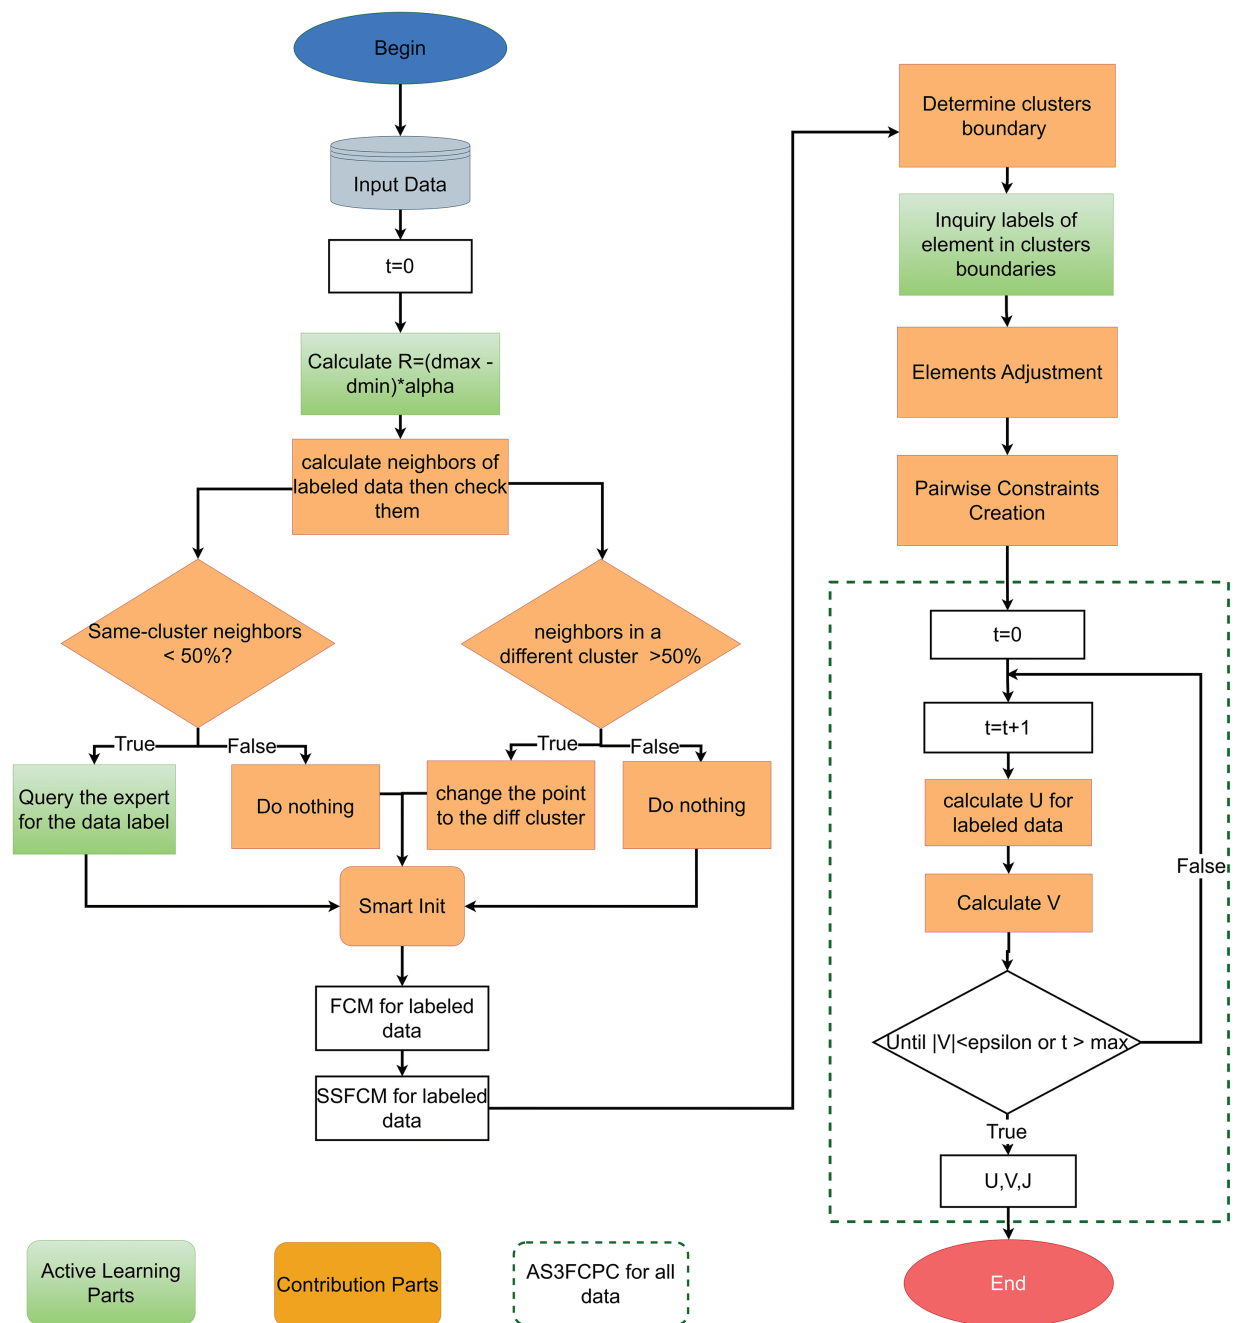 Begin
Input Data
t=0
Calculate R=(dmax -
dmin)*alpha
calculate neighbors of
labeled data then check
them
Same-cluster neighbors
< 50%?
neighbors in a
different cluster >50%
True
False
True
False
Query the expert
for the data label
Do nothing
change the point
to the diff cluster
Do nothing
Smart Init
FCM for labeled
data
SSFCM for labeled
data
Determine clusters
boundary
Inquiry labels of
element in clusters
boundaries
Elements Adjustment
Pairwise Constraints
Creation
t=0
t=t+1
calculate U for
labeled data
Calculate V
False
Until |V|<epsilon or t > max
True
U,V,J
End
Active Learning
Parts
Contribution Parts
AS3FCPC for all
data